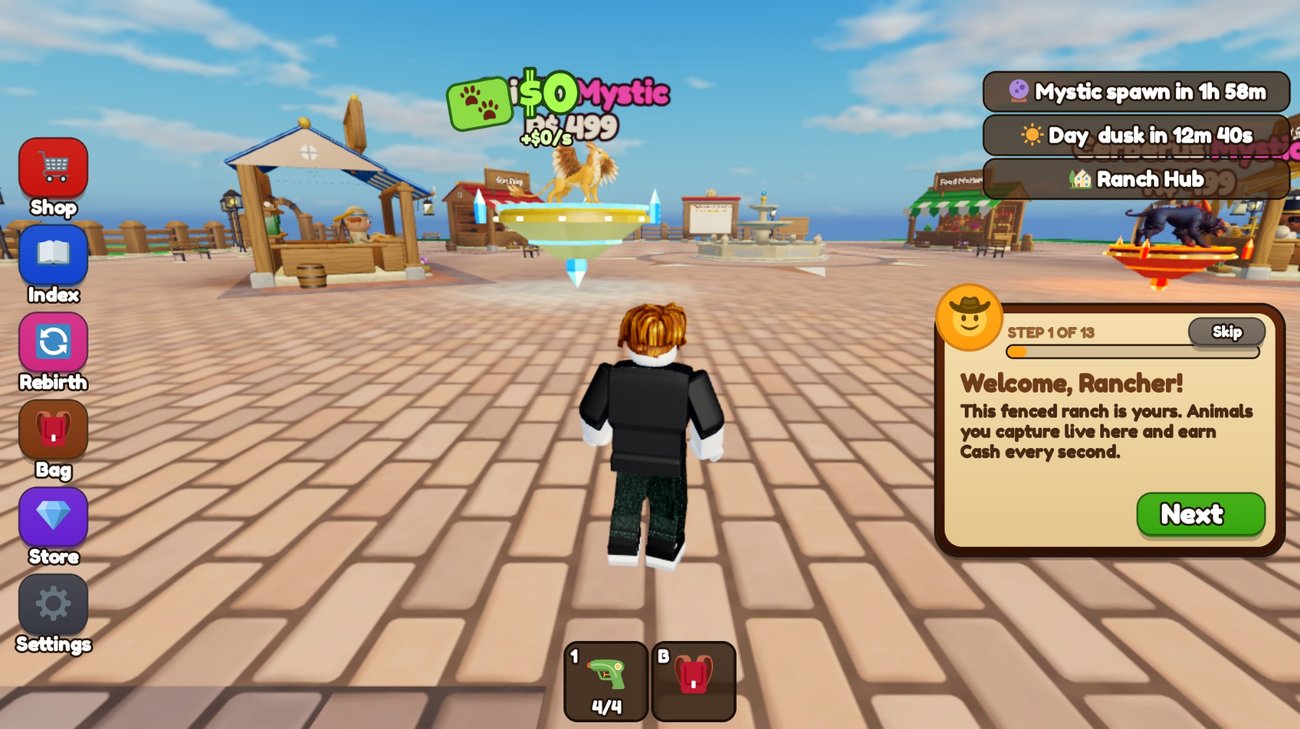 $0
Mystic
499
+$0/s
Mystic spawn in 1h 58m
Day dusk in 12m 40s
Ranch Hub
Shop
Index
Rebirth
Bag
Store
Settings
STEP 1 OF 13
Skip
Welcome, Rancher!
This fenced ranch is yours. Animals
you capture live here and earn
Cash every second.
Next
1
4/4
B